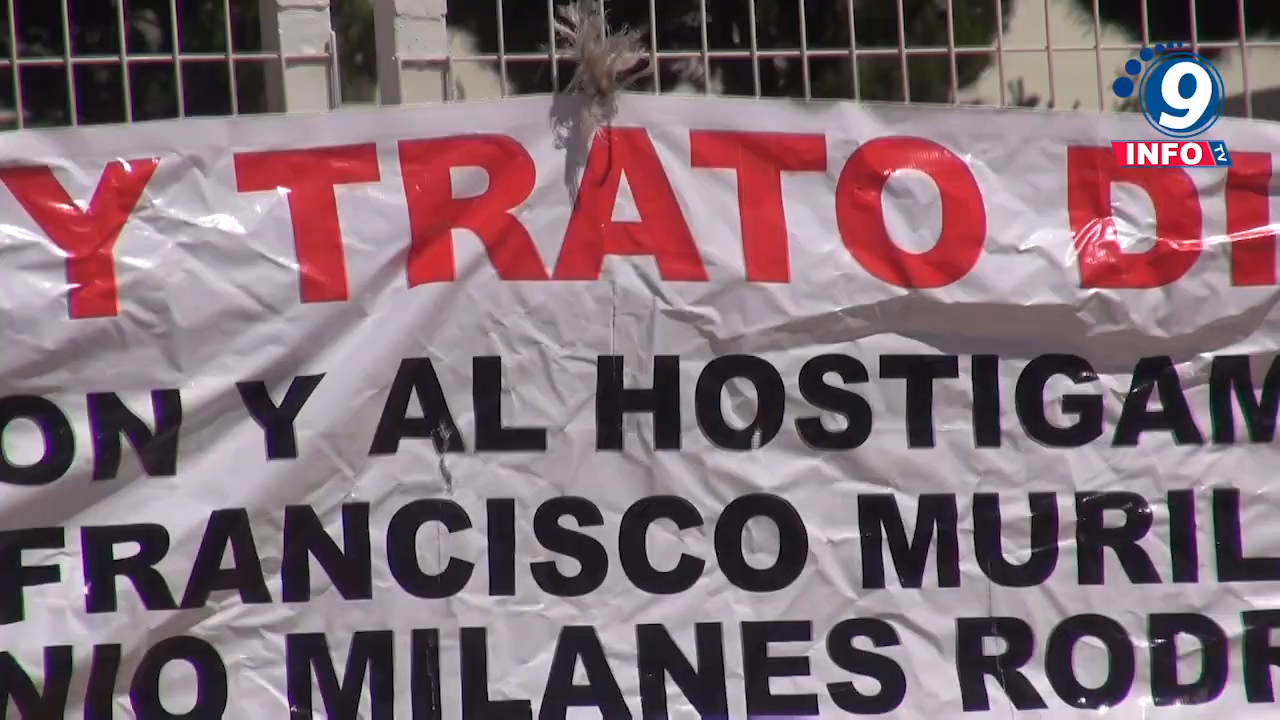 Y TRATO DI
ON Y AL HOSTIGAM
FRANCISCO MURIL
NIO MILANES RODR
9
INFO TV